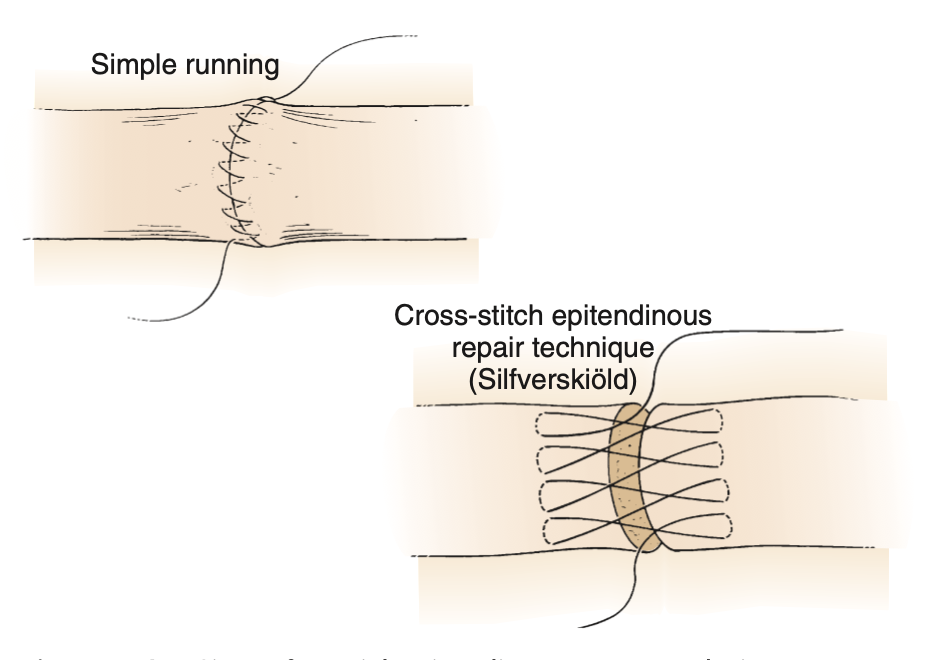 Simple running
Cross-stitch epitendinous
repair technique
(Silfverskiöld)